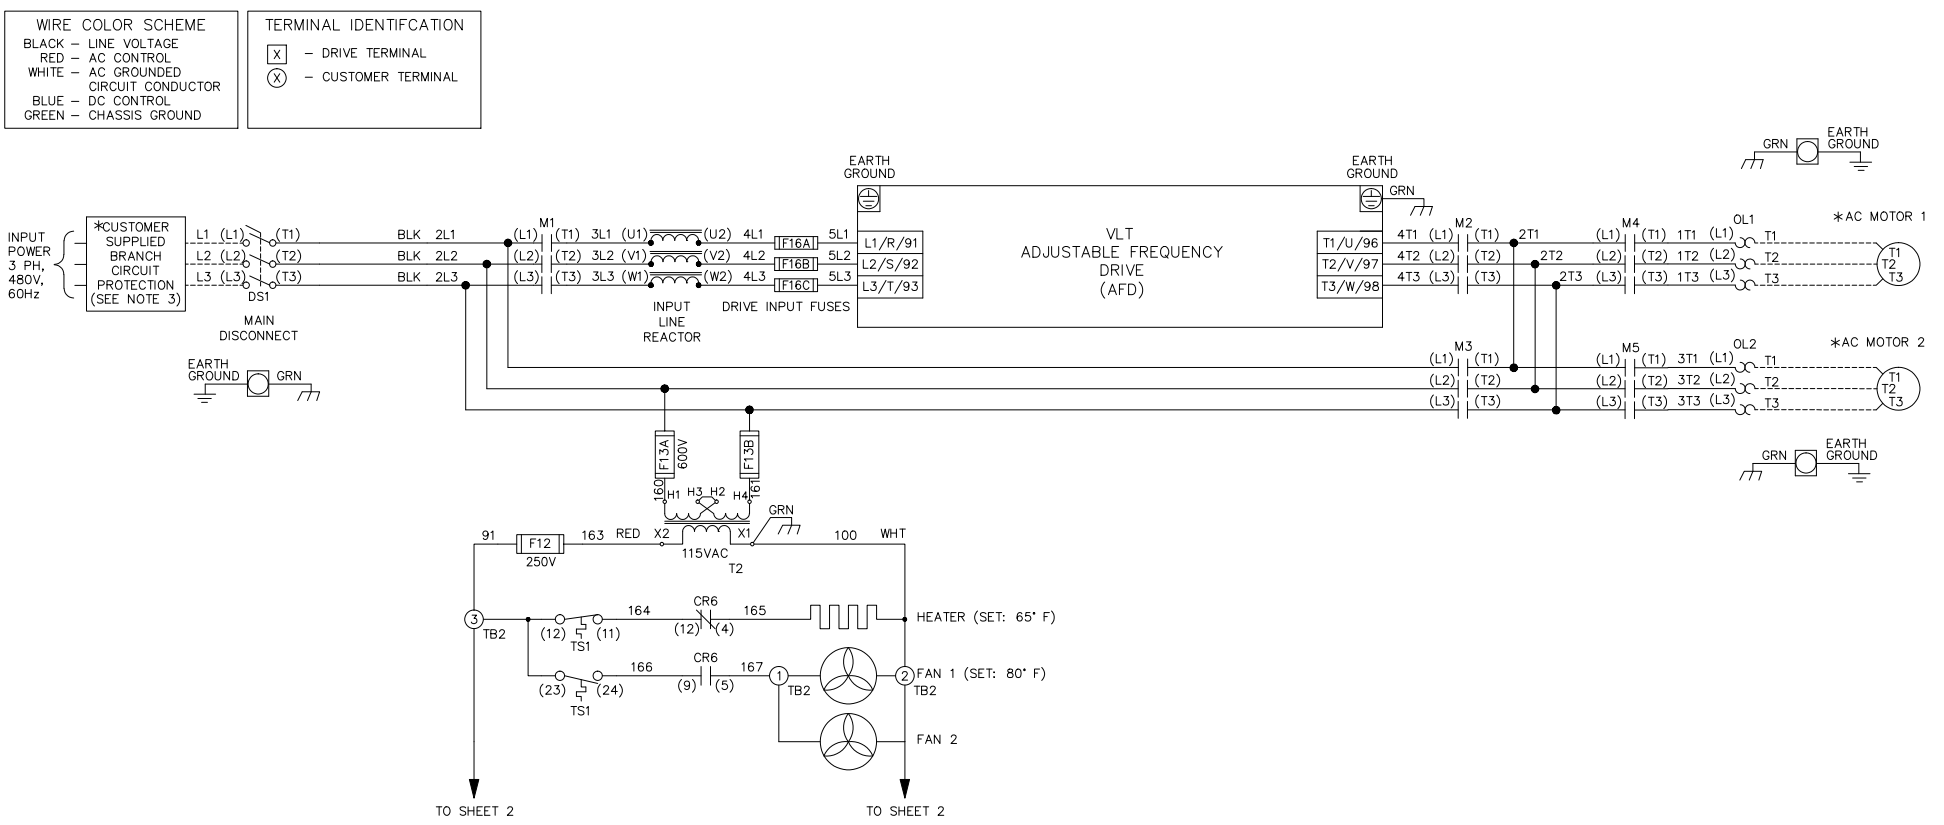 WIRE COLOR SCHEME
BLACK – LINE VOLTAGE
RED – AC CONTROL
WHITE – AC GROUNDED
CIRCUIT CONDUCTOR
BLUE – DC CONTROL
GREEN – CHASSIS GROUND
TERMINAL IDENTIFCATION
X – DRIVE TERMINAL
X – CUSTOMER TERMINAL
EARTH
GROUND
GRN
EARTH
GROUND
EARTH
GROUND
GRN
INPUT
POWER
3 PH,
480V,
60Hz
*CUSTOMER
SUPPLIED
BRANCH
CIRCUIT
PROTECTION
(SEE NOTE 3)
L1 (L1) (T1) BLK 2L1 (L1) M1 (T1) 3L1 (U1) (U2) 4L1 F16A 5L1 L1/R/91
L2 (L2) (T2) BLK 2L2 (L2) (T2) 3L2 (V1) (V2) 4L2 F16B 5L2 L2/S/92
L3 (L3) (T3) BLK 2L3 (L3) (T3) 3L3 (W1) (W2) 4L3 F16C 5L3 L3/T/93
DS1
MAIN
DISCONNECT
INPUT
LINE
REACTOR
DRIVE INPUT FUSES
VLT
ADJUSTABLE FREQUENCY
DRIVE
(AFD)
M2 M4 OL1 *AC MOTOR 1
T1/U/96 4T1 (L1) (T1) 2T1 (L1) (T1) 1T1 (L1) T1 T1
T2/V/97 4T2 (L2) (T2) 2T2 (L2) (T2) 1T2 (L2) T2 T2
T3/W/98 4T3 (L3) (T3) 2T3 (L3) (T3) 1T3 (L3) T3 T3
EARTH
GROUND
GRN
M3 M5 OL2 *AC MOTOR 2
(L1) (T1) (L1) (T1) 3T1 (L1) T1 T1
(L2) (T2) (L2) (T2) 3T2 (L2) T2 T2
(L3) (T3) (L3) (T3) 3T3 (L3) T3 T3
GRN
EARTH
GROUND
F13A
600V
F13B
160
161
H1 H3 H2 H4
GRN
91 F12 163 RED X2 X1 100 WHT
250V
115VAC
T2
3 TB2 164 CR6 165 HEATER (SET: 65° F)
(12) (11) (12) (4)
TS1
166 CR6 167 1 2 FAN 1 (SET: 80° F)
(23) (24) (9) (5) TB2 TB2
TS1
FAN 2
TO SHEET 2
TO SHEET 2